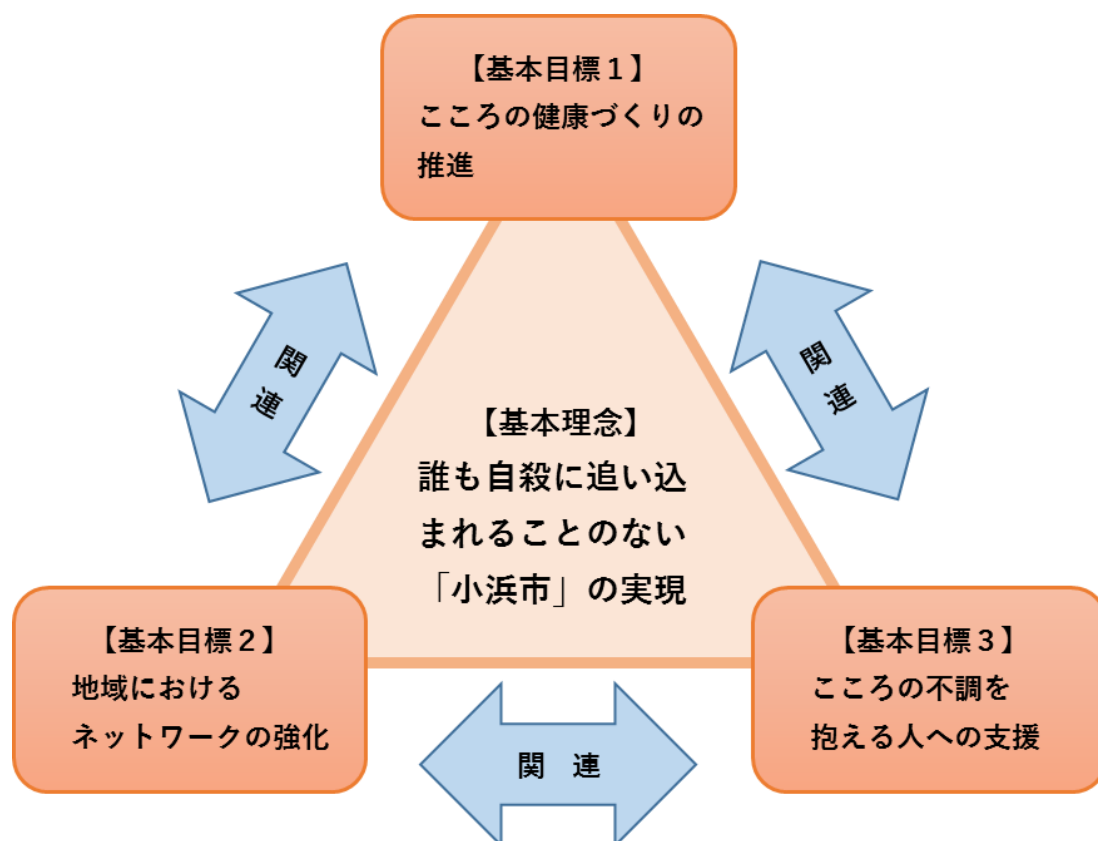 【基本目標１】
こころの健康づくりの
推進
関
連
関
連
【基本理念】
誰も自殺に追い込
まれることのない
「小浜市」の実現
【基本目標２】
地域における
ネットワークの強化
【基本目標３】
こころの不調を
抱える人への支援
関　連